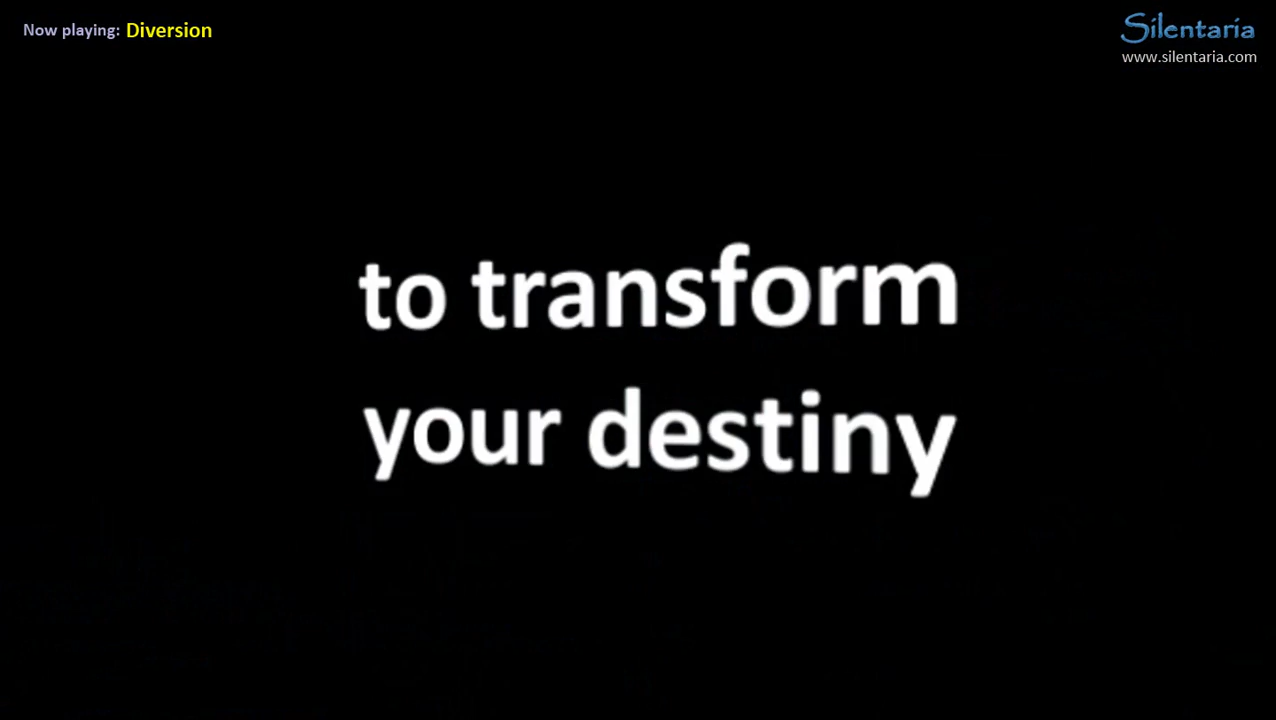 Now playing: Diversion
Silentaria
www.silentaria.com
to transform
your destiny